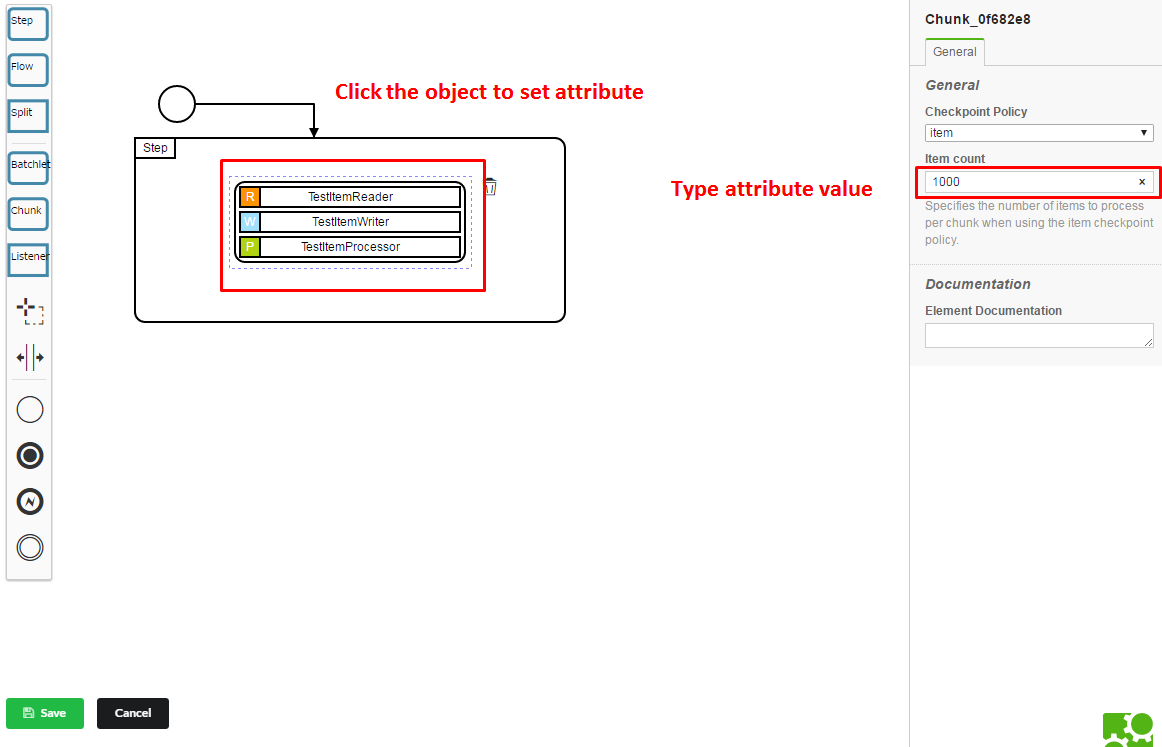 Step
Flow
Split
Batchlet
Chunk
Listener
Click the object to set attribute
Step
R TestItemReader
W TestItemWriter
P TestItemProcessor
Type attribute value
Save
Cancel
Chunk_0f682e8
General
General
Checkpoint Policy
item
Item count
1000
Specifies the number of items to process
per chunk when using the item checkpoint
policy.
Documentation
Element Documentation